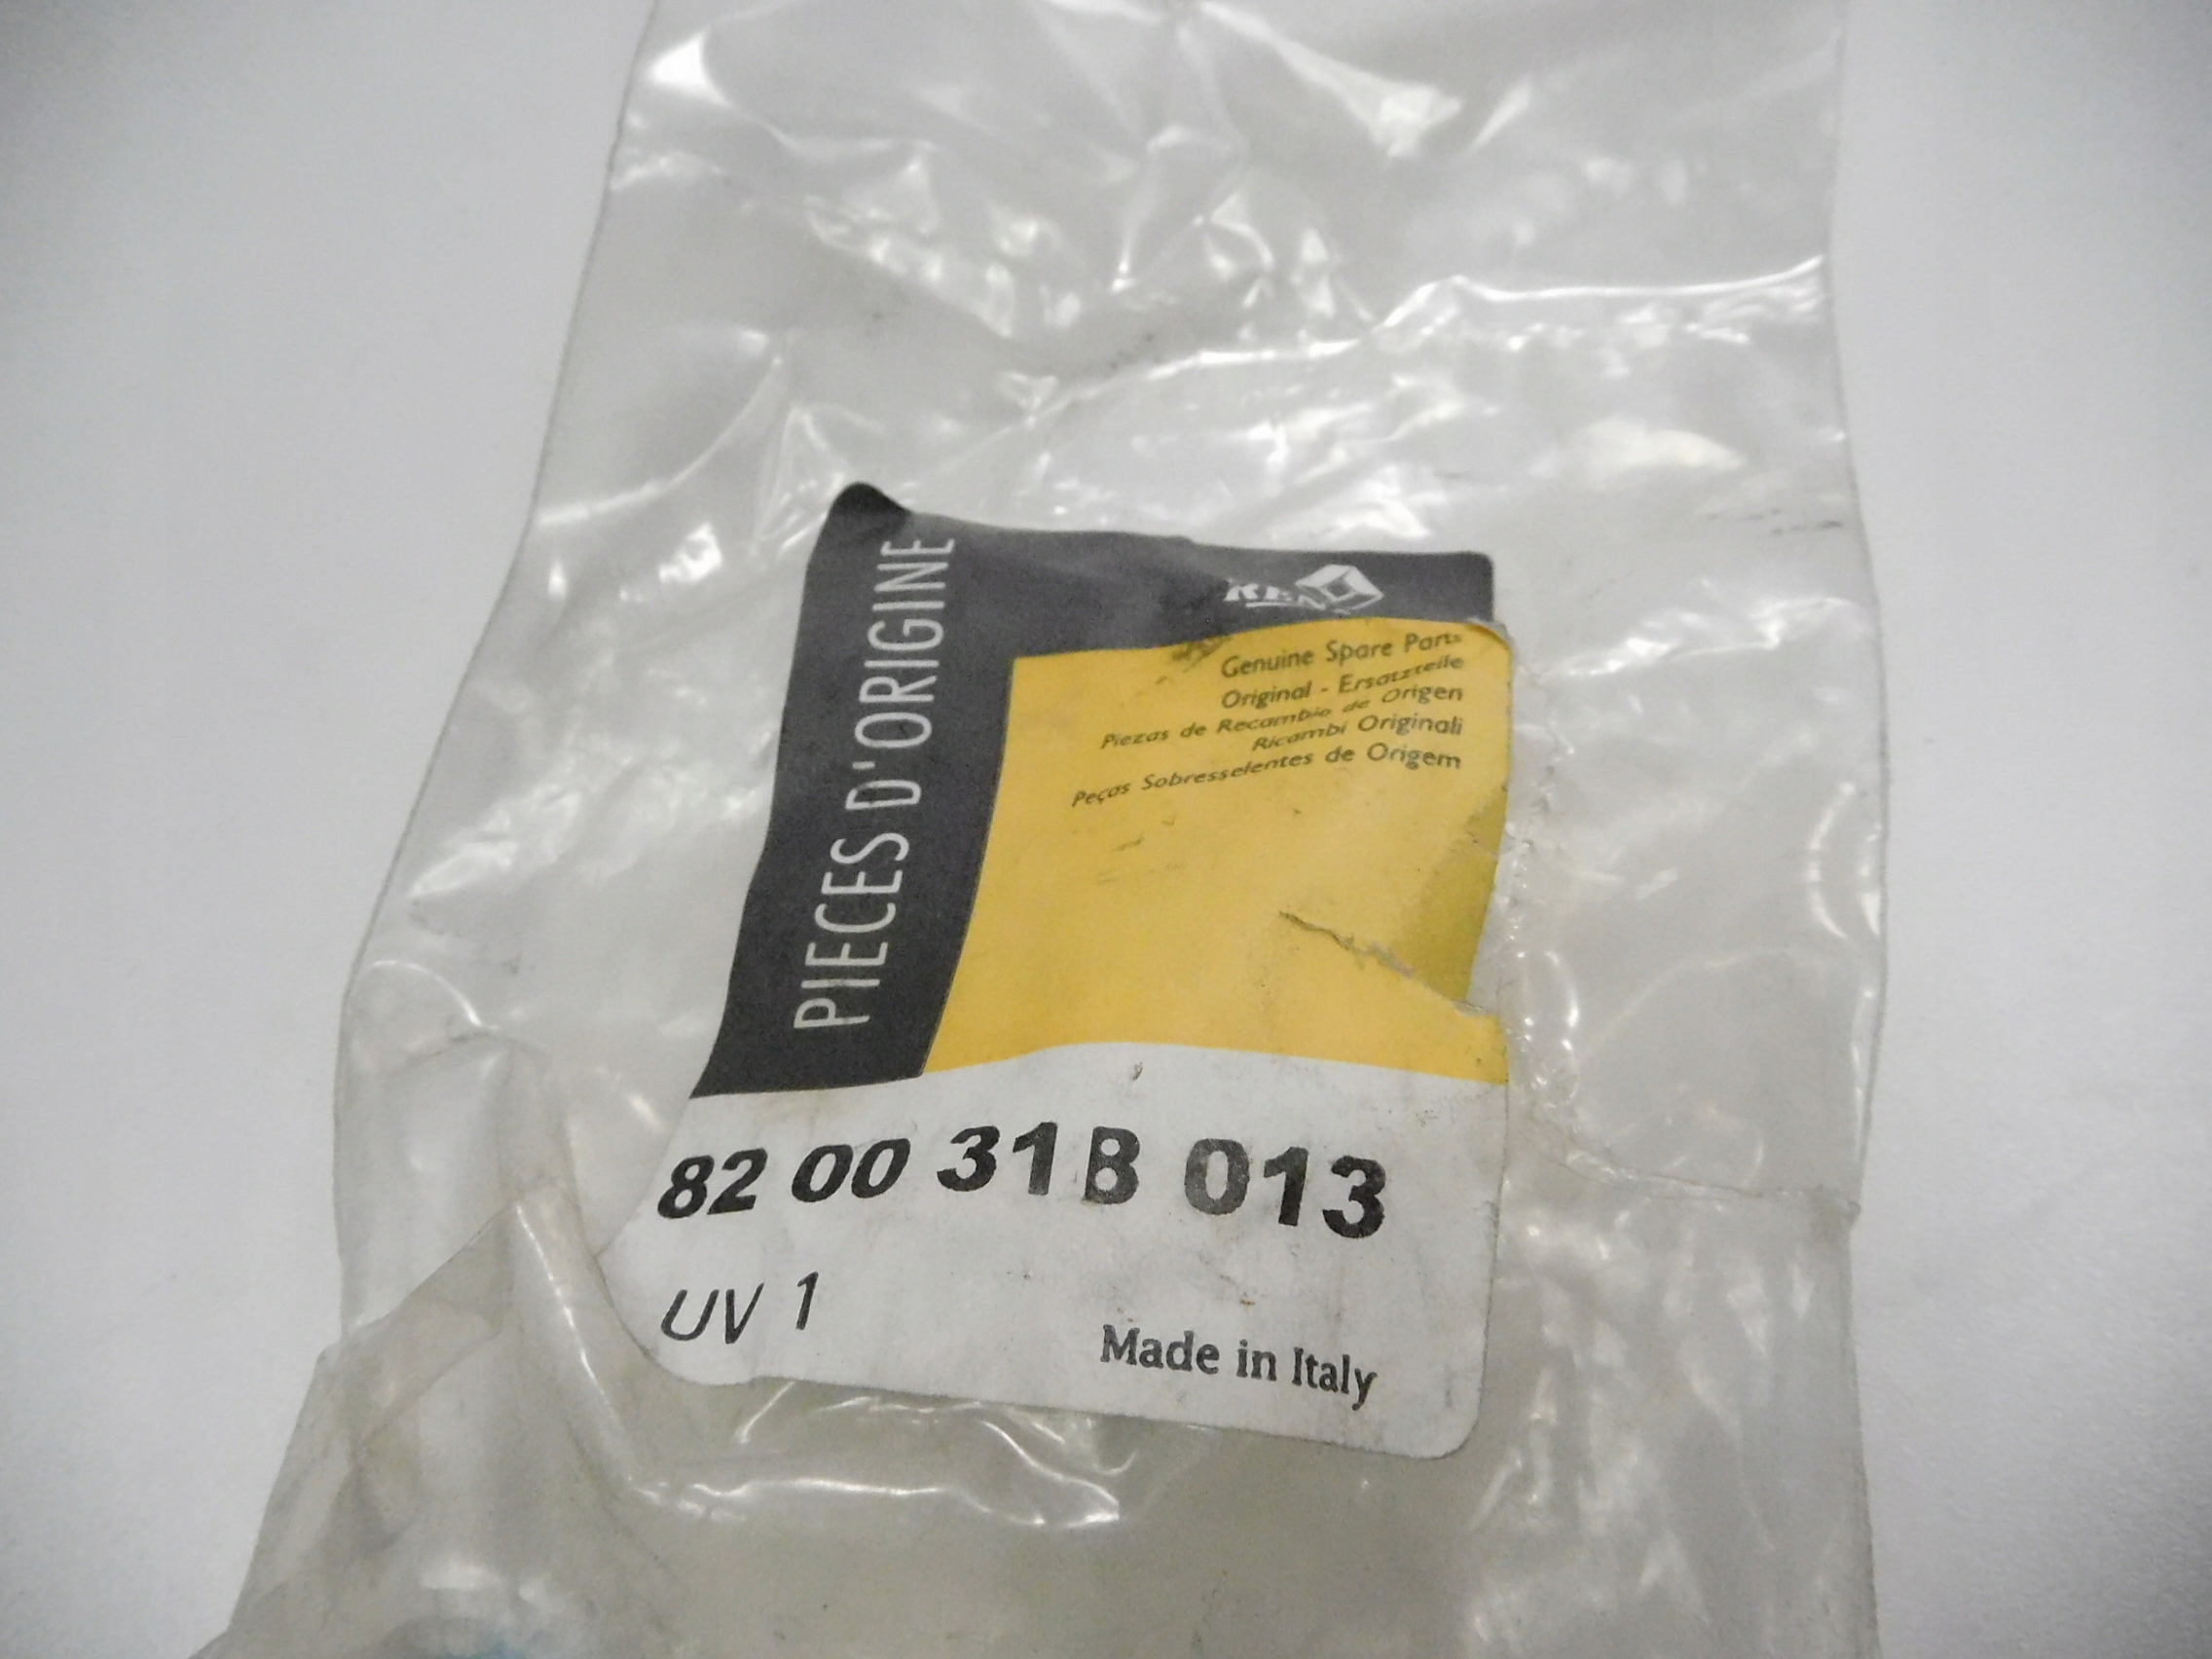 PIECES D'ORIGINE
Genuine Spare Parts
Original - Ersatzteile
Piezas de Recambio de Origen
Ricambi Originali
Peças Sobresselentes de Origem
82 00 318 013
UV 1
Made in Italy